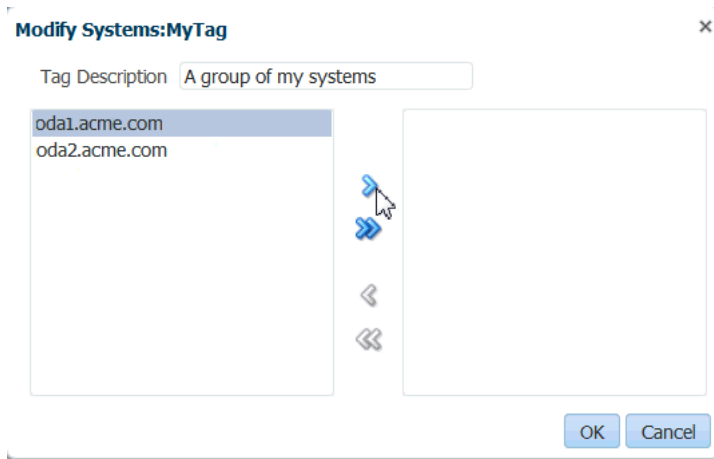 Modify Systems:MyTag
Tag Description A group of my systems
oda1.acme.com
oda2.acme.com
OK Cancel